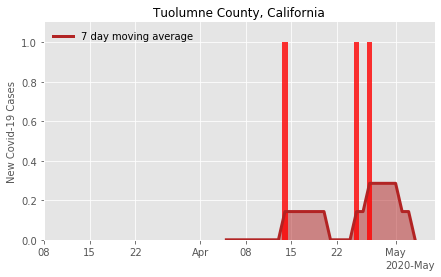 Tuolumne County, California
7 day moving average
New Covid-19 Cases
1.0
0.8
0.6
0.4
0.2
0.0
08 15 22 Apr 08 15 22 May
2020-May